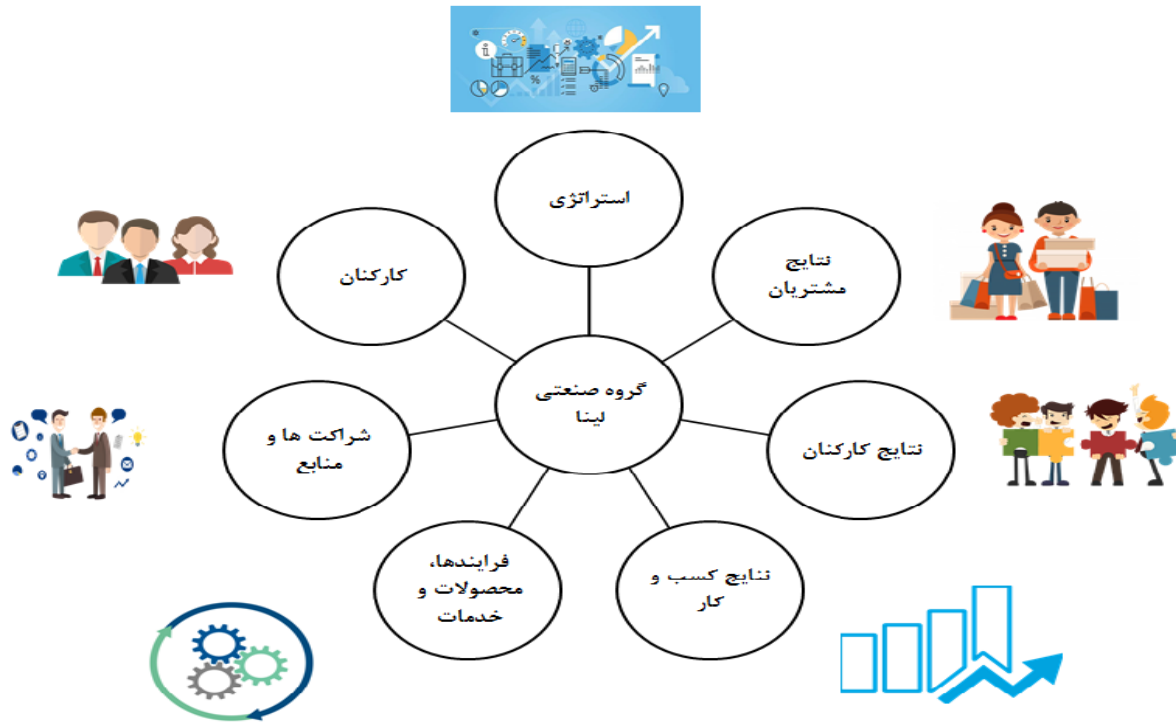 استراتژی
نتایج
مشتریان
نتایج کارکنان
نتایج کسب و
کار
فرایندها،
محصولات و
خدمات
شراکت ها و
منابع
کارکنان
گروه صنعتی
لینا